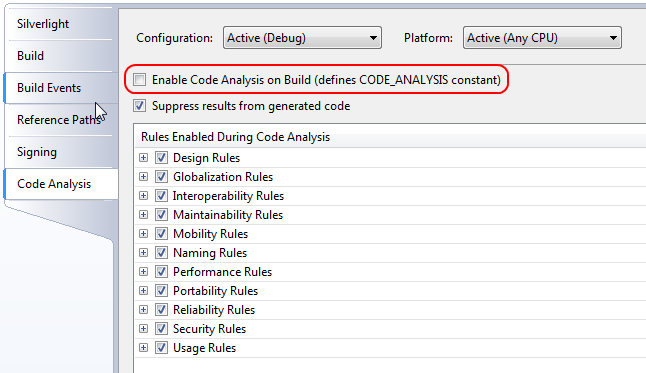 Silverlight
Build
Build Events
Reference Paths
Signing
Code Analysis
Configuration: Active (Debug) Platform: Active (Any CPU)
Enable Code Analysis on Build (defines CODE_ANALYSIS constant)
Suppress results from generated code
Rules Enabled During Code Analysis
Design Rules
Globalization Rules
Interoperability Rules
Maintainability Rules
Mobility Rules
Naming Rules
Performance Rules
Portability Rules
Reliability Rules
Security Rules
Usage Rules